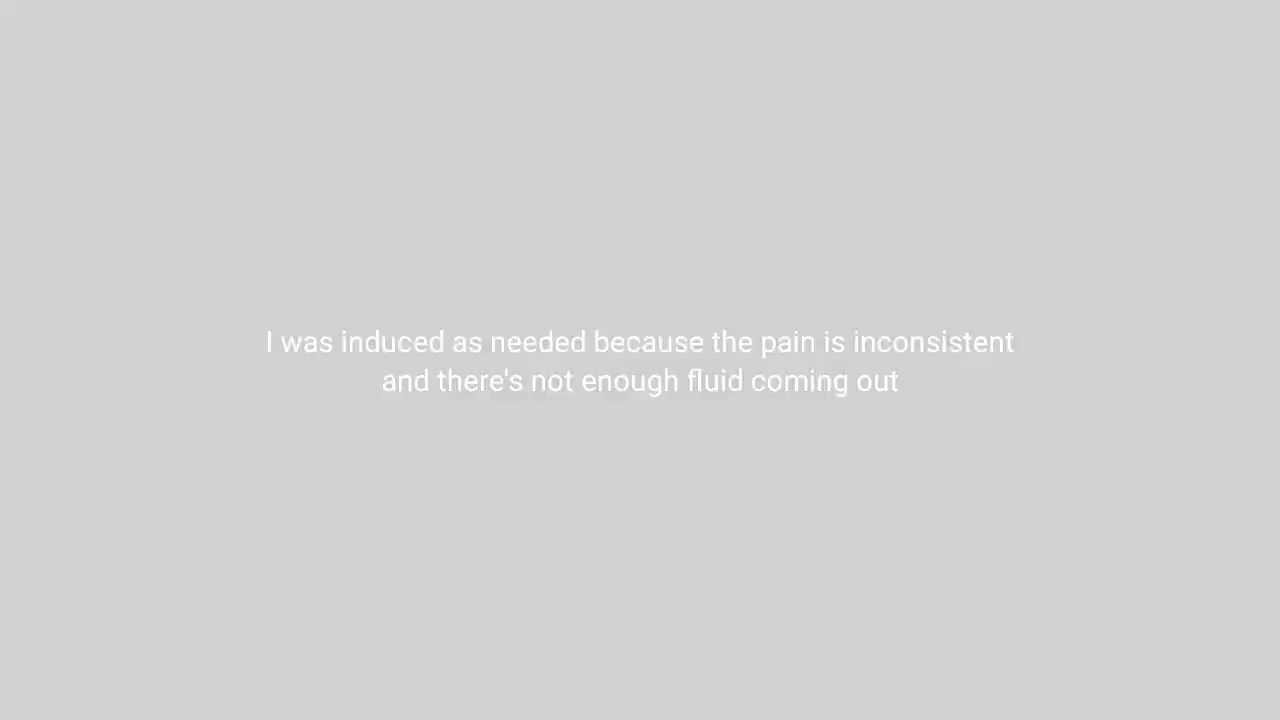 I was induced as needed because the pain is inconsistent
and there's not enough fluid coming out